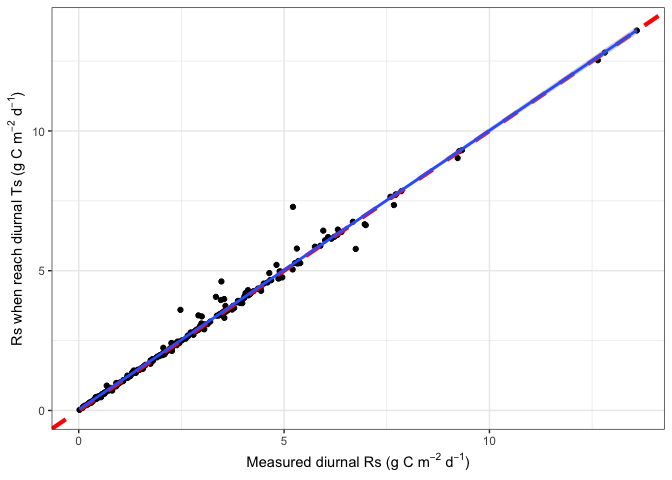 10
5
0
Rs when reach diurnal Ts (g C m⁻² d⁻¹)
0 5 10
Measured diurnal Rs (g C m⁻² d⁻¹)